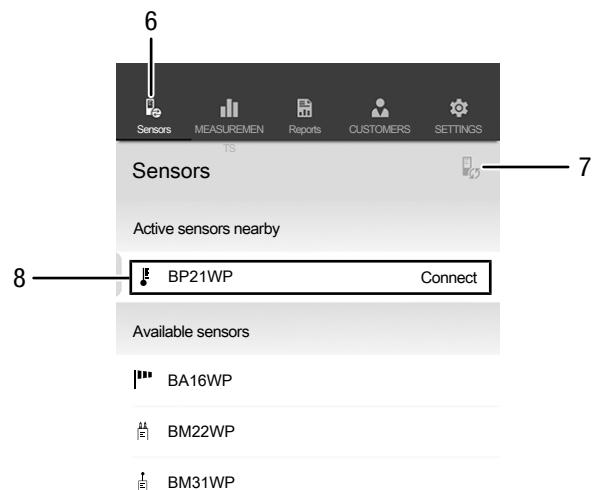 6
Sensors MEASUREMEN Reports CUSTOMERS SETTINGS
TS
Sensors
7
Active sensors nearby
8
BP21WP Connect
Available sensors
BA16WP
BM22WP
BM31WP